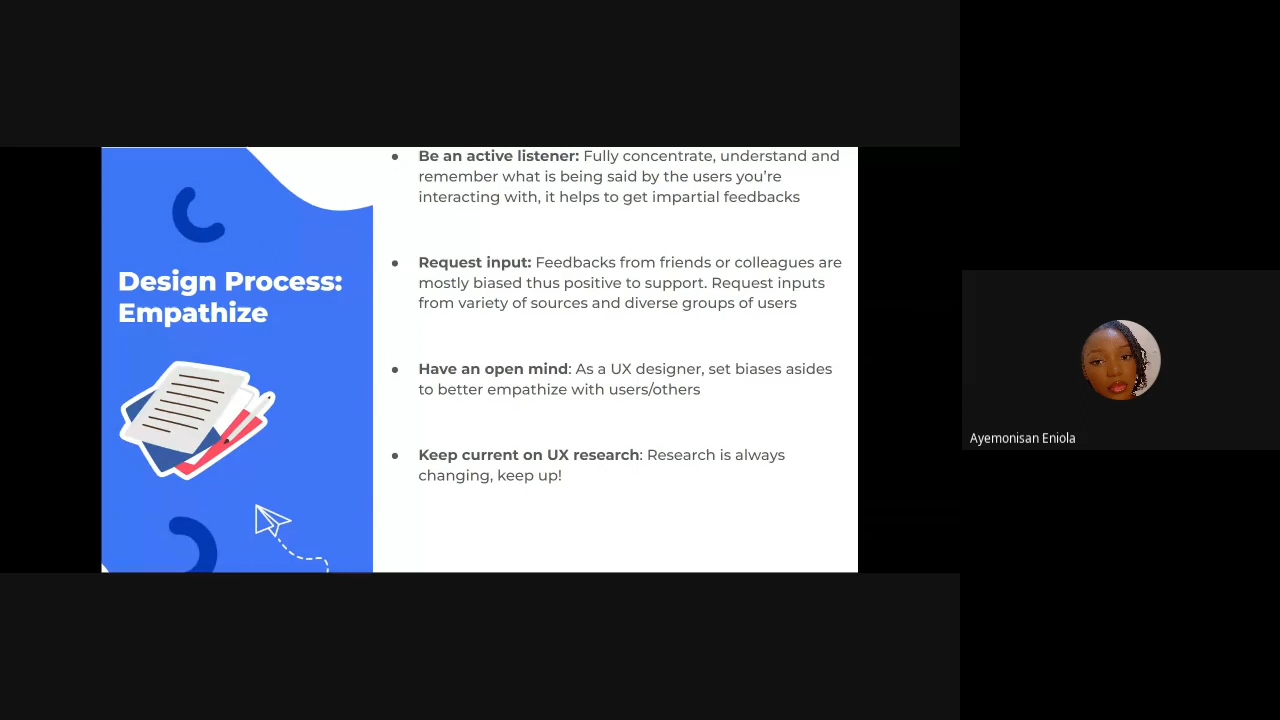 Design Process:
Empathize
● Be an active listener: Fully concentrate, understand and
remember what is being said by the users you’re
interacting with, it helps to get impartial feedbacks
● Request input: Feedbacks from friends or colleagues are
mostly biased thus positive to support. Request inputs
from variety of sources and diverse groups of users
● Have an open mind: As a UX designer, set biases asides
to better empathize with users/others
● Keep current on UX research: Research is always
changing, keep up!
Ayemonisan Eniola